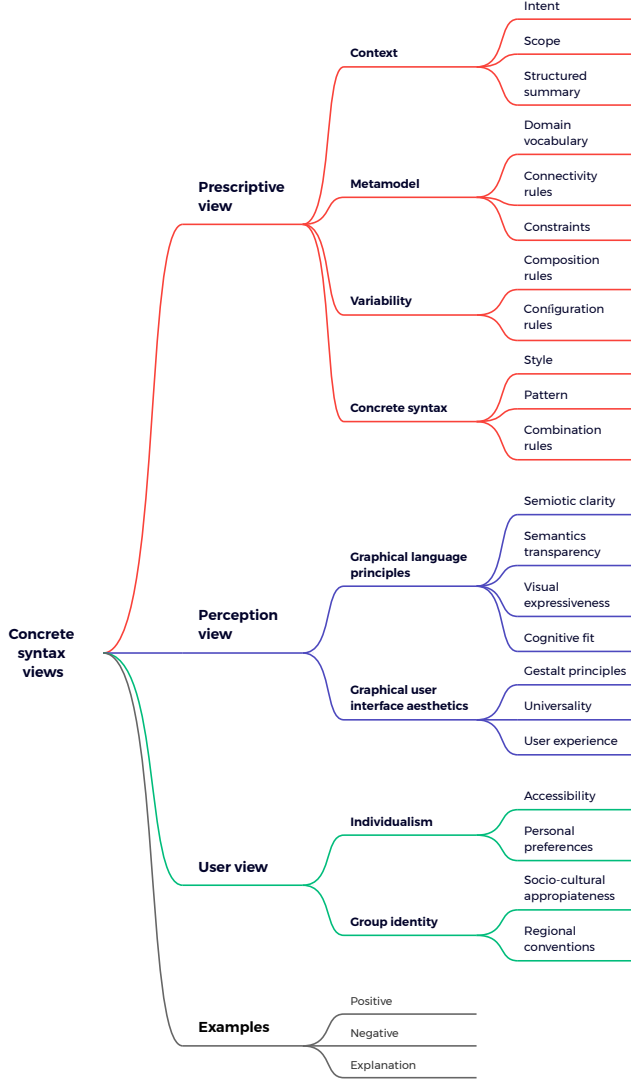 Concrete
syntax
views
Prescriptive
view
Context
Intent
Scope
Structured
summary
Metamodel
Domain
vocabulary
Connectivity
rules
Constraints
Variability
Composition
rules
Configuration
rules
Concrete syntax
Style
Pattern
Combination
rules
Perception
view
Graphical language
principles
Semiotic clarity
Semantics
transparency
Visual
expressiveness
Cognitive fit
Graphical user
interface aesthetics
Gestalt principles
Universality
User experience
User view
Individualism
Accessibility
Personal
preferences
Group identity
Socio-cultural
appropiateness
Regional
conventions
Examples
Positive
Negative
Explanation